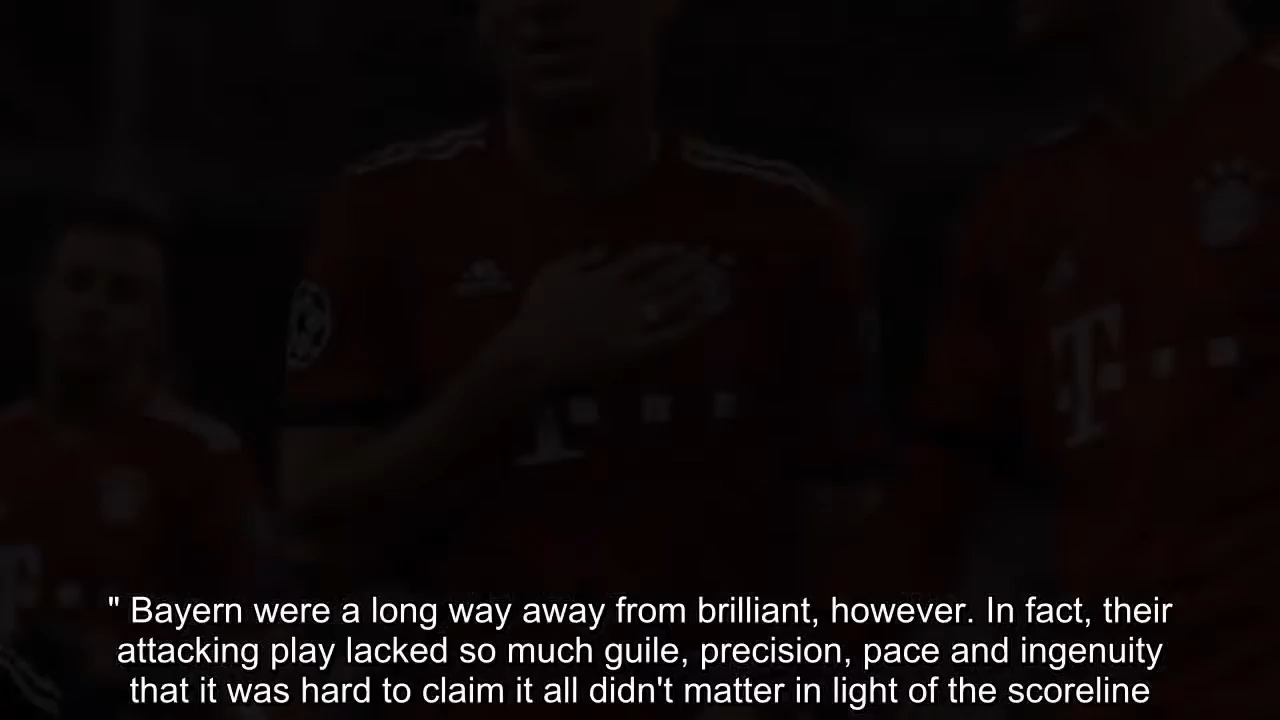 " Bayern were a long way away from brilliant, however. In fact, their
attacking play lacked so much guile, precision, pace and ingenuity
that it was hard to claim it all didn't matter in light of the scoreline
T
T